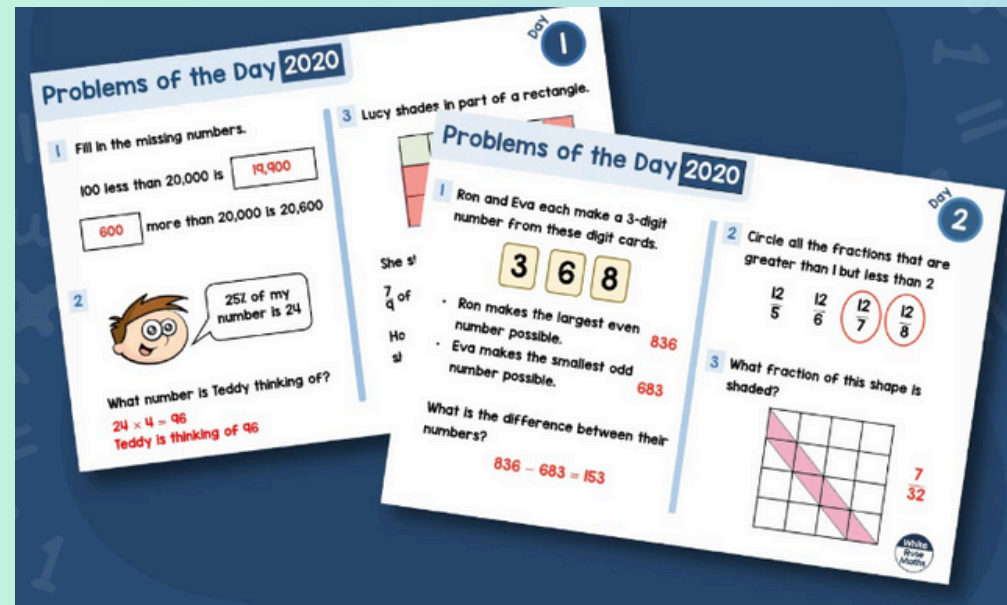 Problems of the Day 2020
Day
1
1 Fill in the missing numbers.
100 less than 20,000 is 19,900
600 more than 20,000 is 20,600
2
25% of my
number is 24
What number is Teddy thinking of?
24 × 4 = 96
Teddy is thinking of 96
3 Lucy shades in part of a rectangle.
She
7/9 of
Problems of the Day 2020
Day
2
1 Ron and Eva each make a 3-digit
number from these digit cards.
3 6 8
· Ron makes the largest even
number possible. 836
· Eva makes the smallest odd
number possible. 683
What is the difference between their
numbers?
836 – 683 = 153
2 Circle all the fractions that are
greater than 1 but less than 2
12/5 12/6 12/7 12/8
3 What fraction of this shape is
shaded?
7/32
White
Rose
Maths